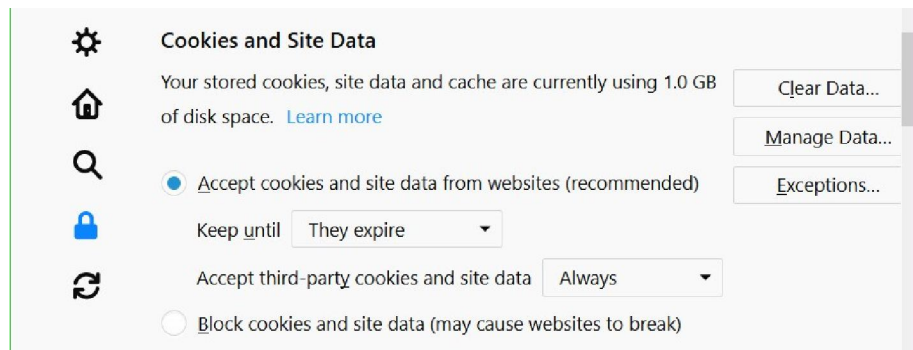 Cookies and Site Data
Your stored cookies, site data and cache are currently using 1.0 GB
of disk space. Learn more
Clear Data...
Manage Data...
Exceptions...
Accept cookies and site data from websites (recommended)
Keep until They expire
Accept third-party cookies and site data Always
Block cookies and site data (may cause websites to break)